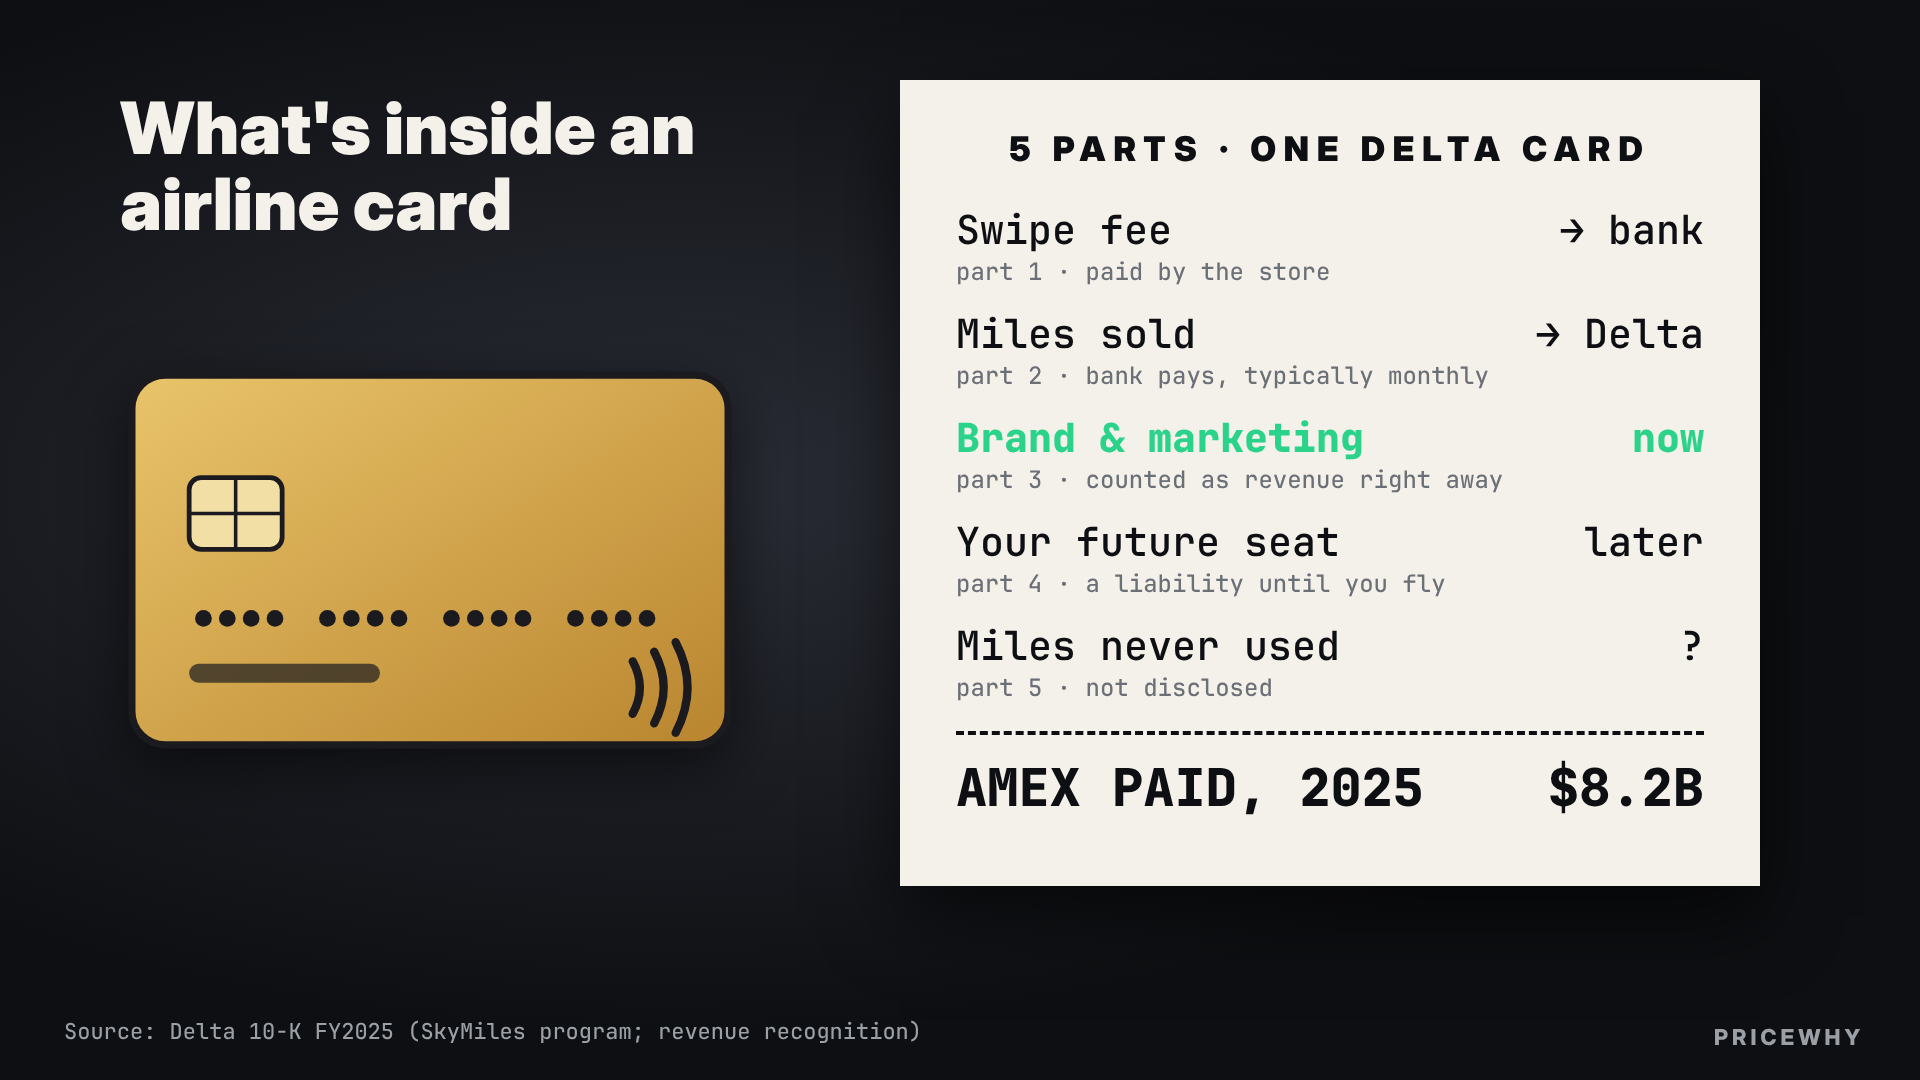 What's inside an
airline card
5 PARTS · ONE DELTA CARD
Swipe fee → bank
part 1 · paid by the store
Miles sold → Delta
part 2 · bank pays, typically monthly
Brand & marketing now
part 3 · counted as revenue right away
Your future seat later
part 4 · a liability until you fly
Miles never used ?
part 5 · not disclosed
AMEX PAID, 2025 $8.2B
Source: Delta 10-K FY2025 (SkyMiles program; revenue recognition)
PRICEWHY